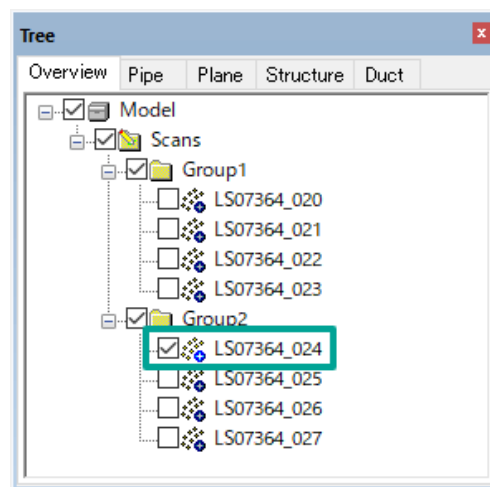 Tree
Overview Pipe Plane Structure Duct
Model
Scans
Group1
LS07364_020
LS07364_021
LS07364_022
LS07364_023
Group2
LS07364_024
LS07364_025
LS07364_026
LS07364_027